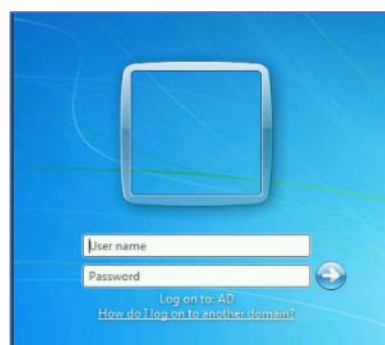 User name
Password
Log on to: AD
How do I log on to another domain?